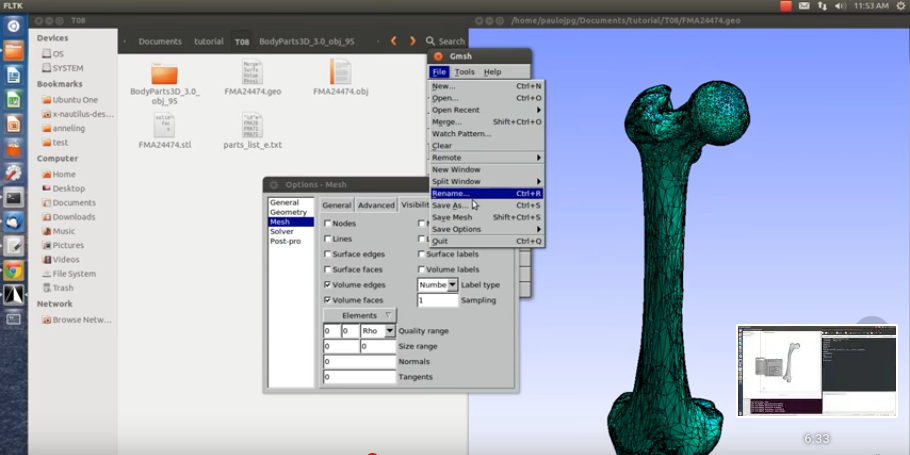 FLTK
11:53 AM
T08
/home/paulojpg/Documents/tutorial/T08/FMA24474.geo
Documents tutorial T08 BodyParts3D_3.0_obj_95 Search
Devices
OS
SYSTEM
Bookmarks
Ubuntu One
x-nautilus-des...
anneling
test
Computer
Home
Desktop
Documents
Downloads
Music
Pictures
Videos
File System
Trash
Network
Browse Netw...
BodyParts3D_3.0_
obj_95
FMA24474.geo
FMA24474.obj
FMA24474.stl
parts_list_e.txt
Gmsh
File Tools Help
New... Ctrl+N
Open... Ctrl+O
Open Recent
Merge... Shift+Ctrl+O
Watch Pattern...
Clear
Remote
New Window
Split Window
Rename... Ctrl+R
Save As... Ctrl+S
Save Mesh Shift+Ctrl+S
Save Options
Quit Ctrl+Q
Options - Mesh
General
Geometry
Mesh
Solver
Post-pro
General Advanced Visibili
Nodes
Lines
Surface edges Surface labels
Surface faces Volume labels
Volume edges Numbe Label type
Volume faces 1 Sampling
Elements
0 0 Rho Quality range
0 0 Size range
0 Normals
0 Tangents
6:33